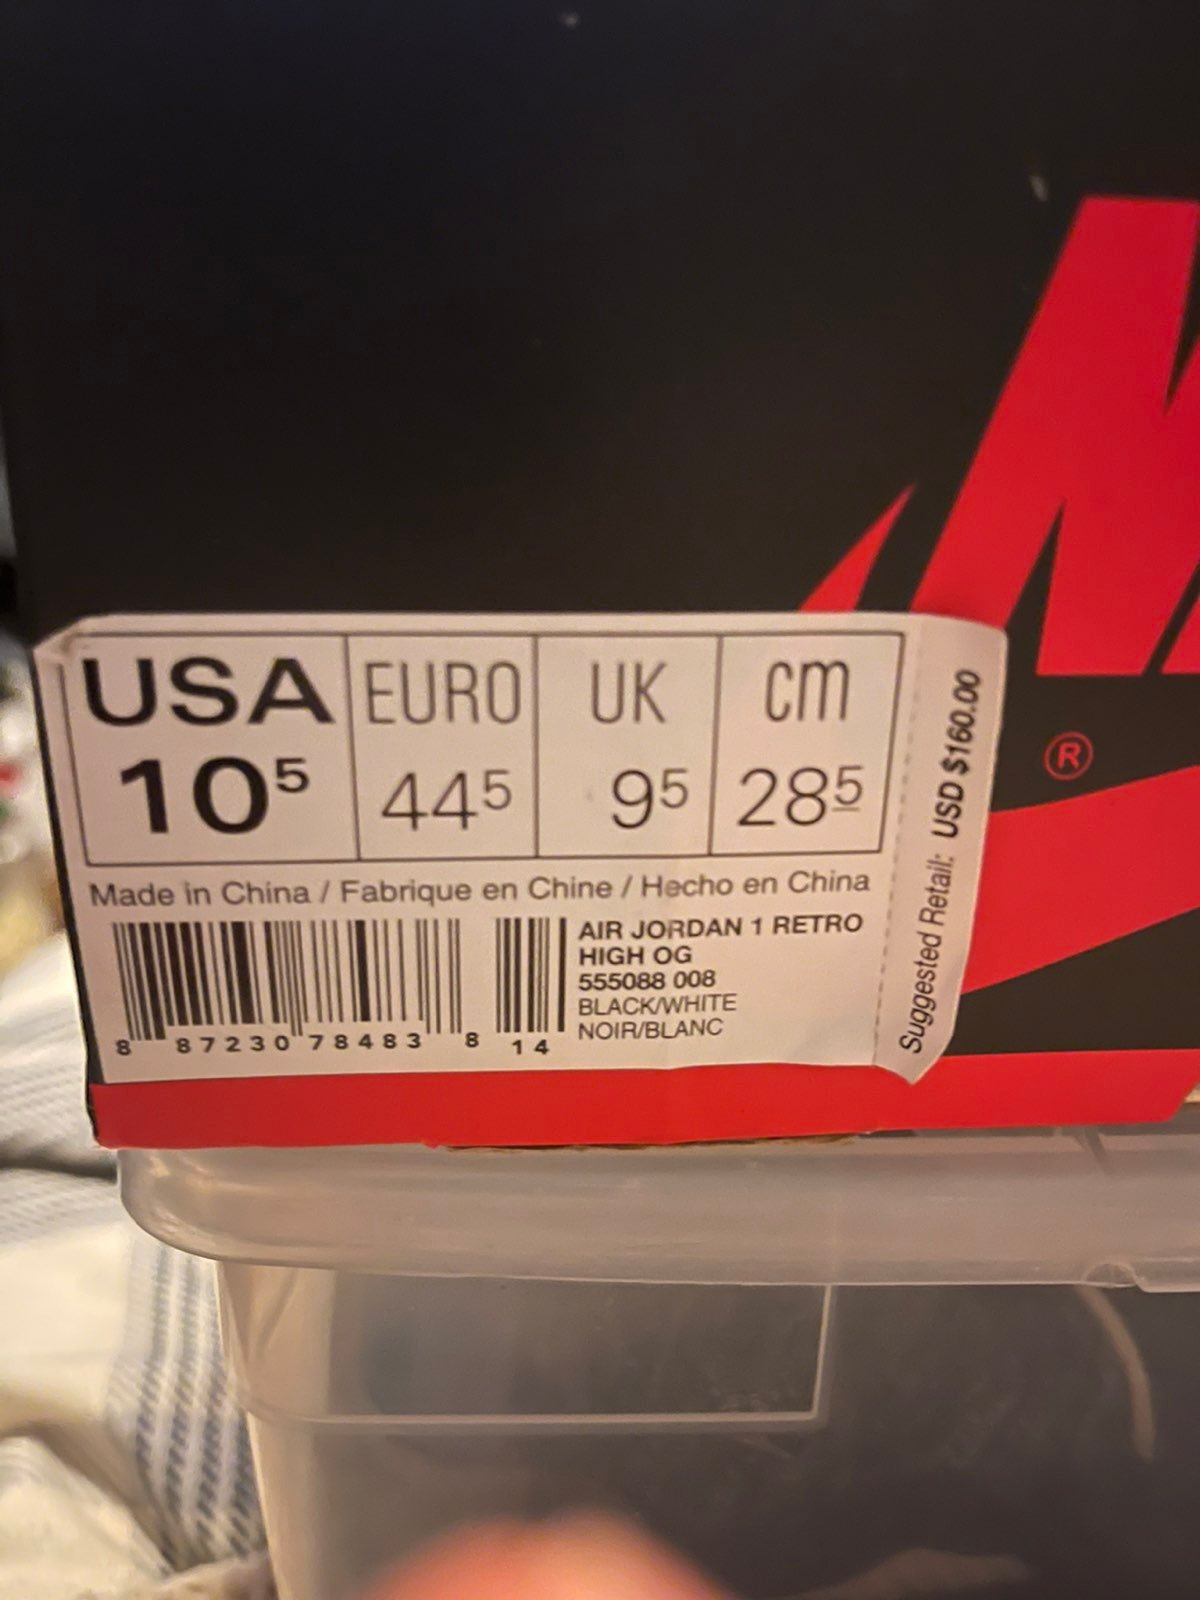 USA EURO UK cm
10⁵ 44⁵ 9⁵ 28⁵
Made in China / Fabrique en Chine / Hecho en China
AIR JORDAN 1 RETRO
HIGH OG
555088 008
BLACK/WHITE
NOIR/BLANC
8 87230 78483 8 14
Suggested Retail: USD $160.00
®